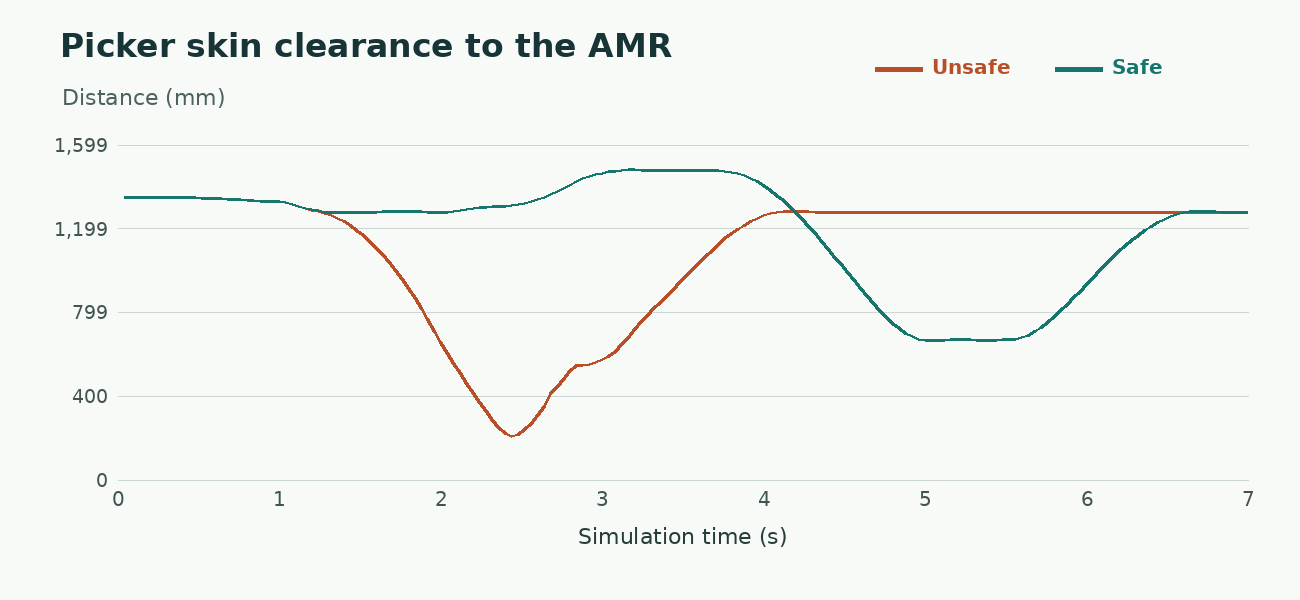 Picker skin clearance to the AMR
Unsafe
Safe
Distance (mm)
1,599
1,199
799
400
0
0 1 2 3 4 5 6 7
Simulation time (s)